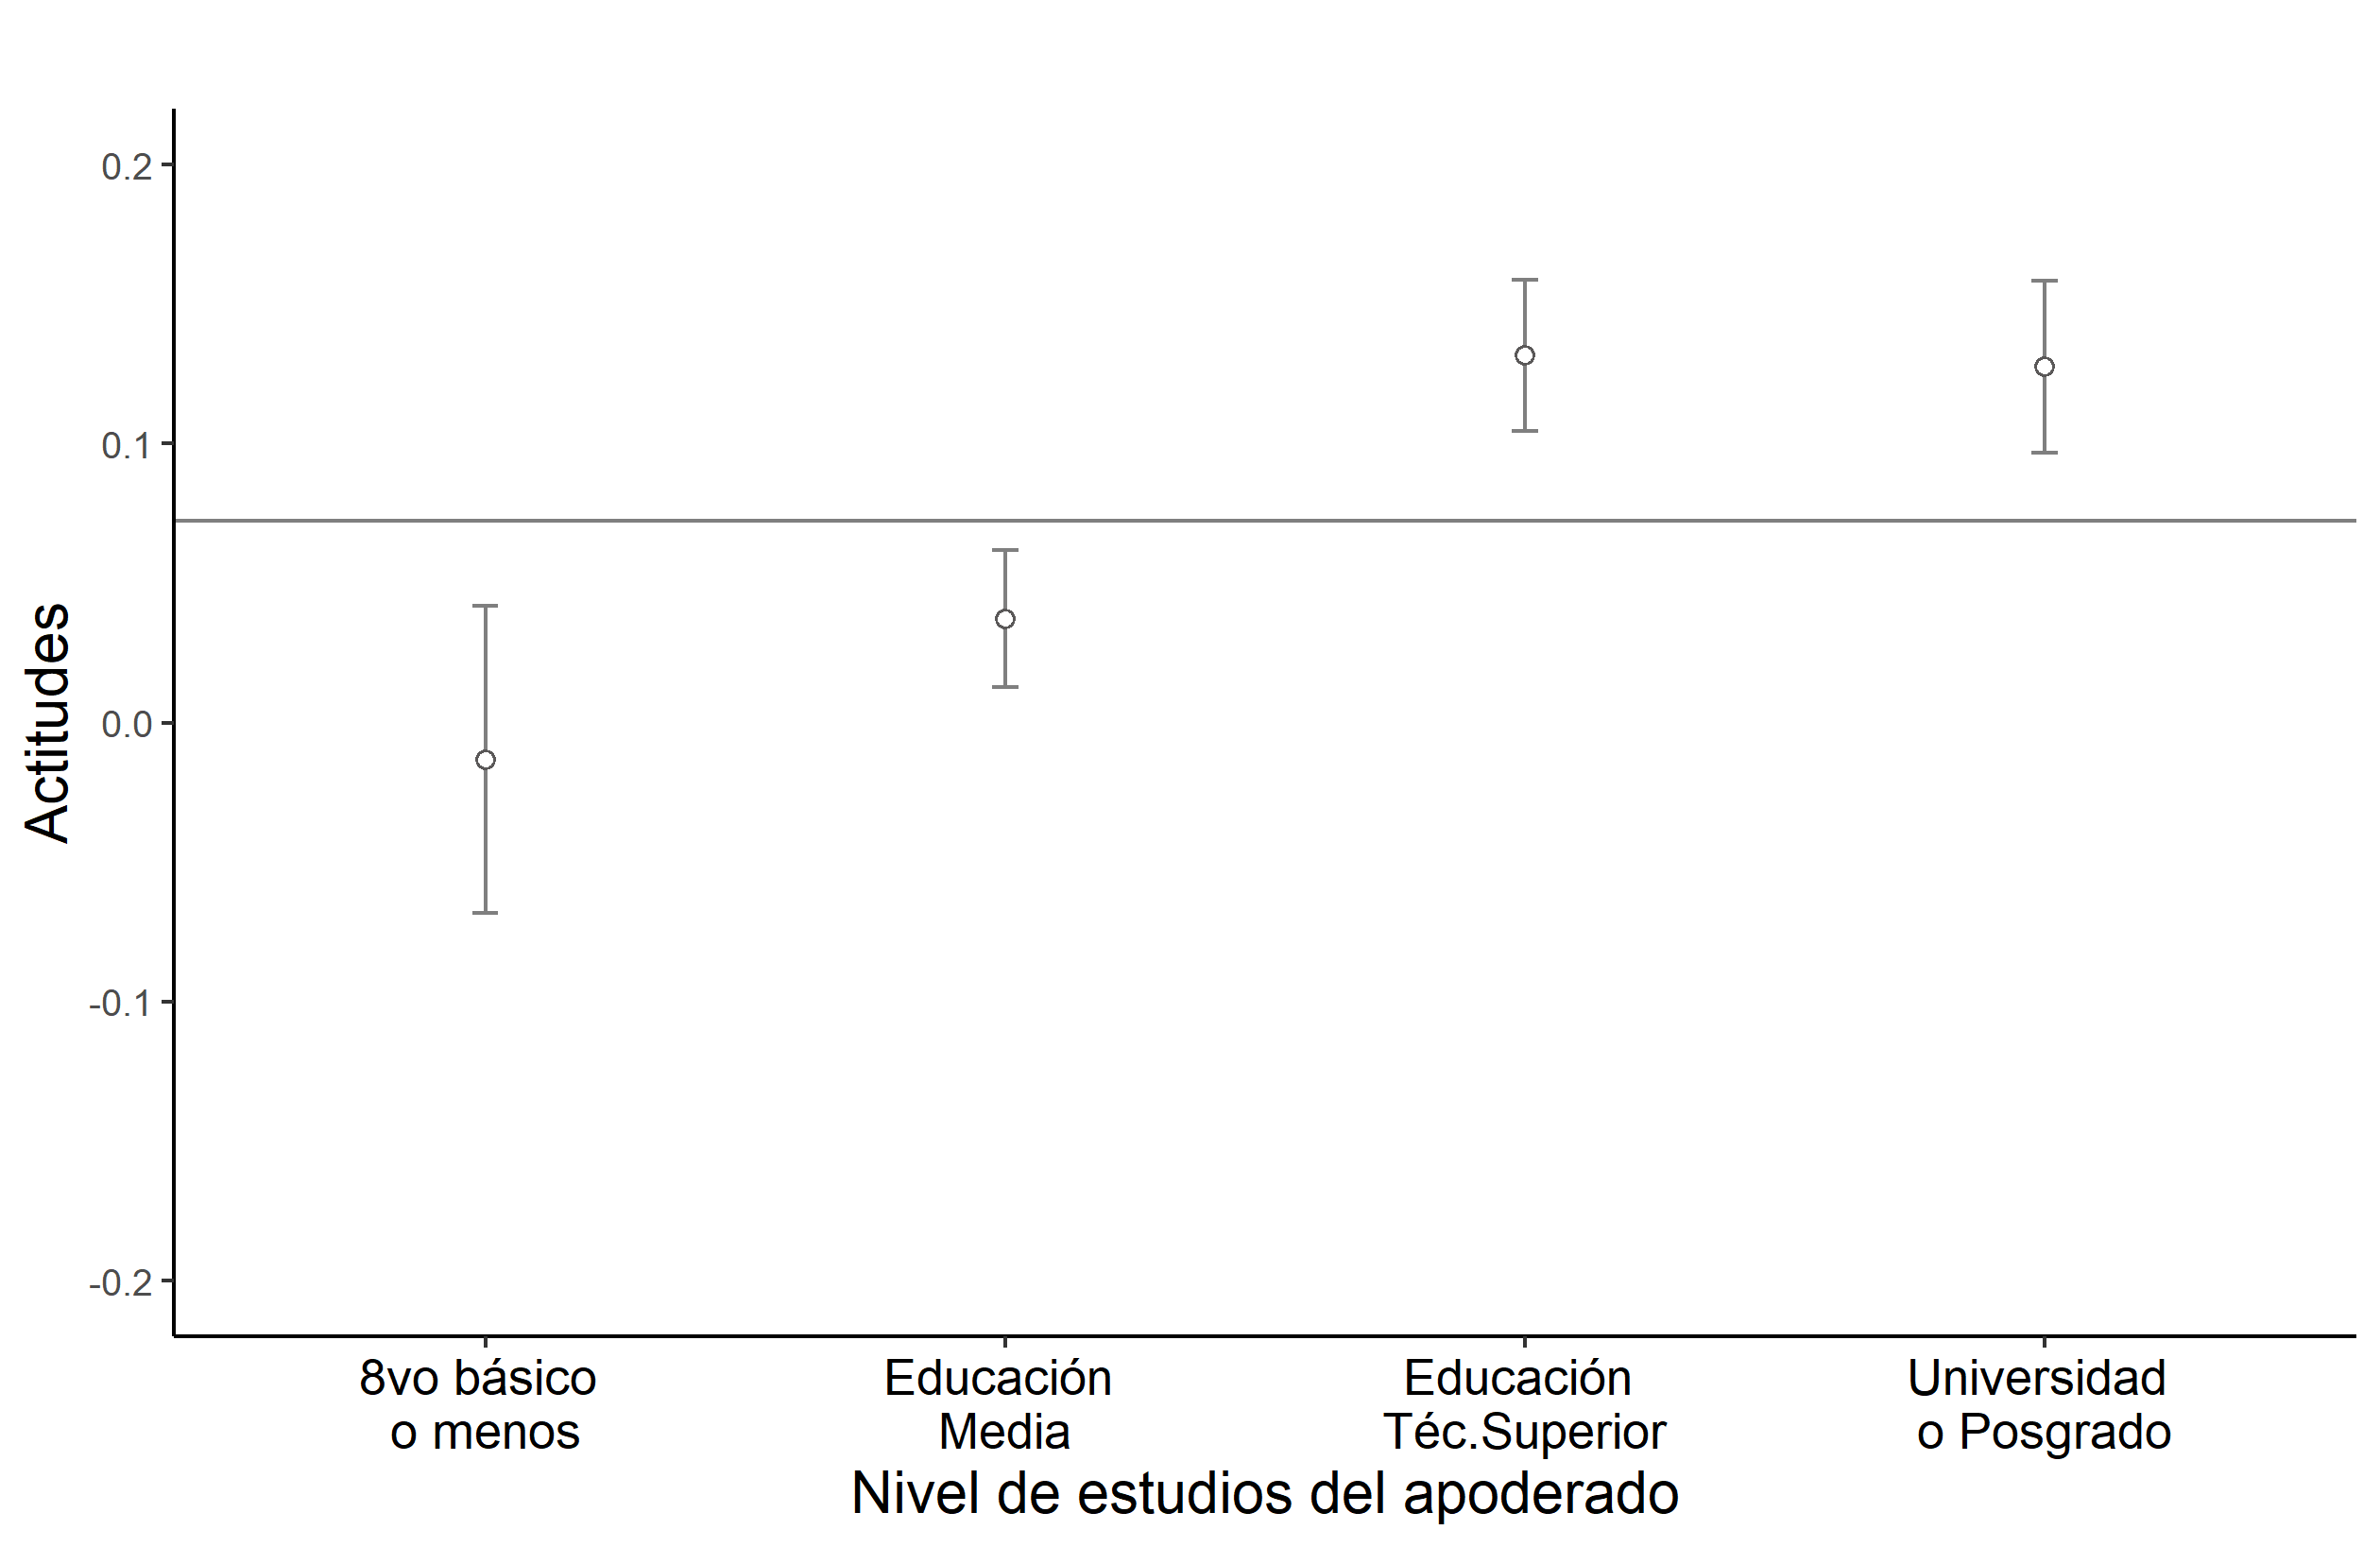 0.2
0.1
0.0
-0.1
-0.2
Actitudes
8vo básico
o menos
Educación
Media
Educación
Téc.Superior
Universidad
o Posgrado
Nivel de estudios del apoderado